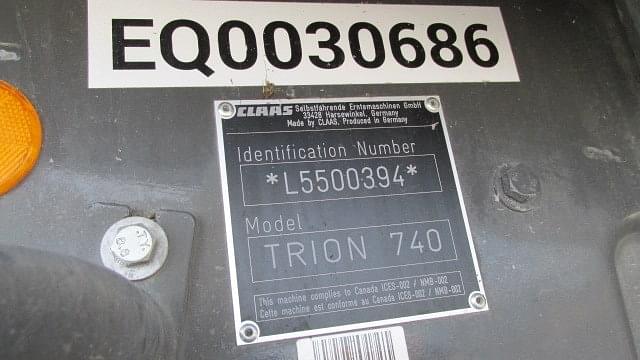 EQ0030686
CLAAS Selbstfahrende Erntemaschinen GmbH
33428 Harsewinkel, Germany
Made by CLAAS, Produced in Germany
Identification Number
*L5500394*
Model
TRION 740
This machine complies to Canada ICES-002 / NMB-002
Cette machine est conforme au Canada ICES-002 / NMB-002
8.8